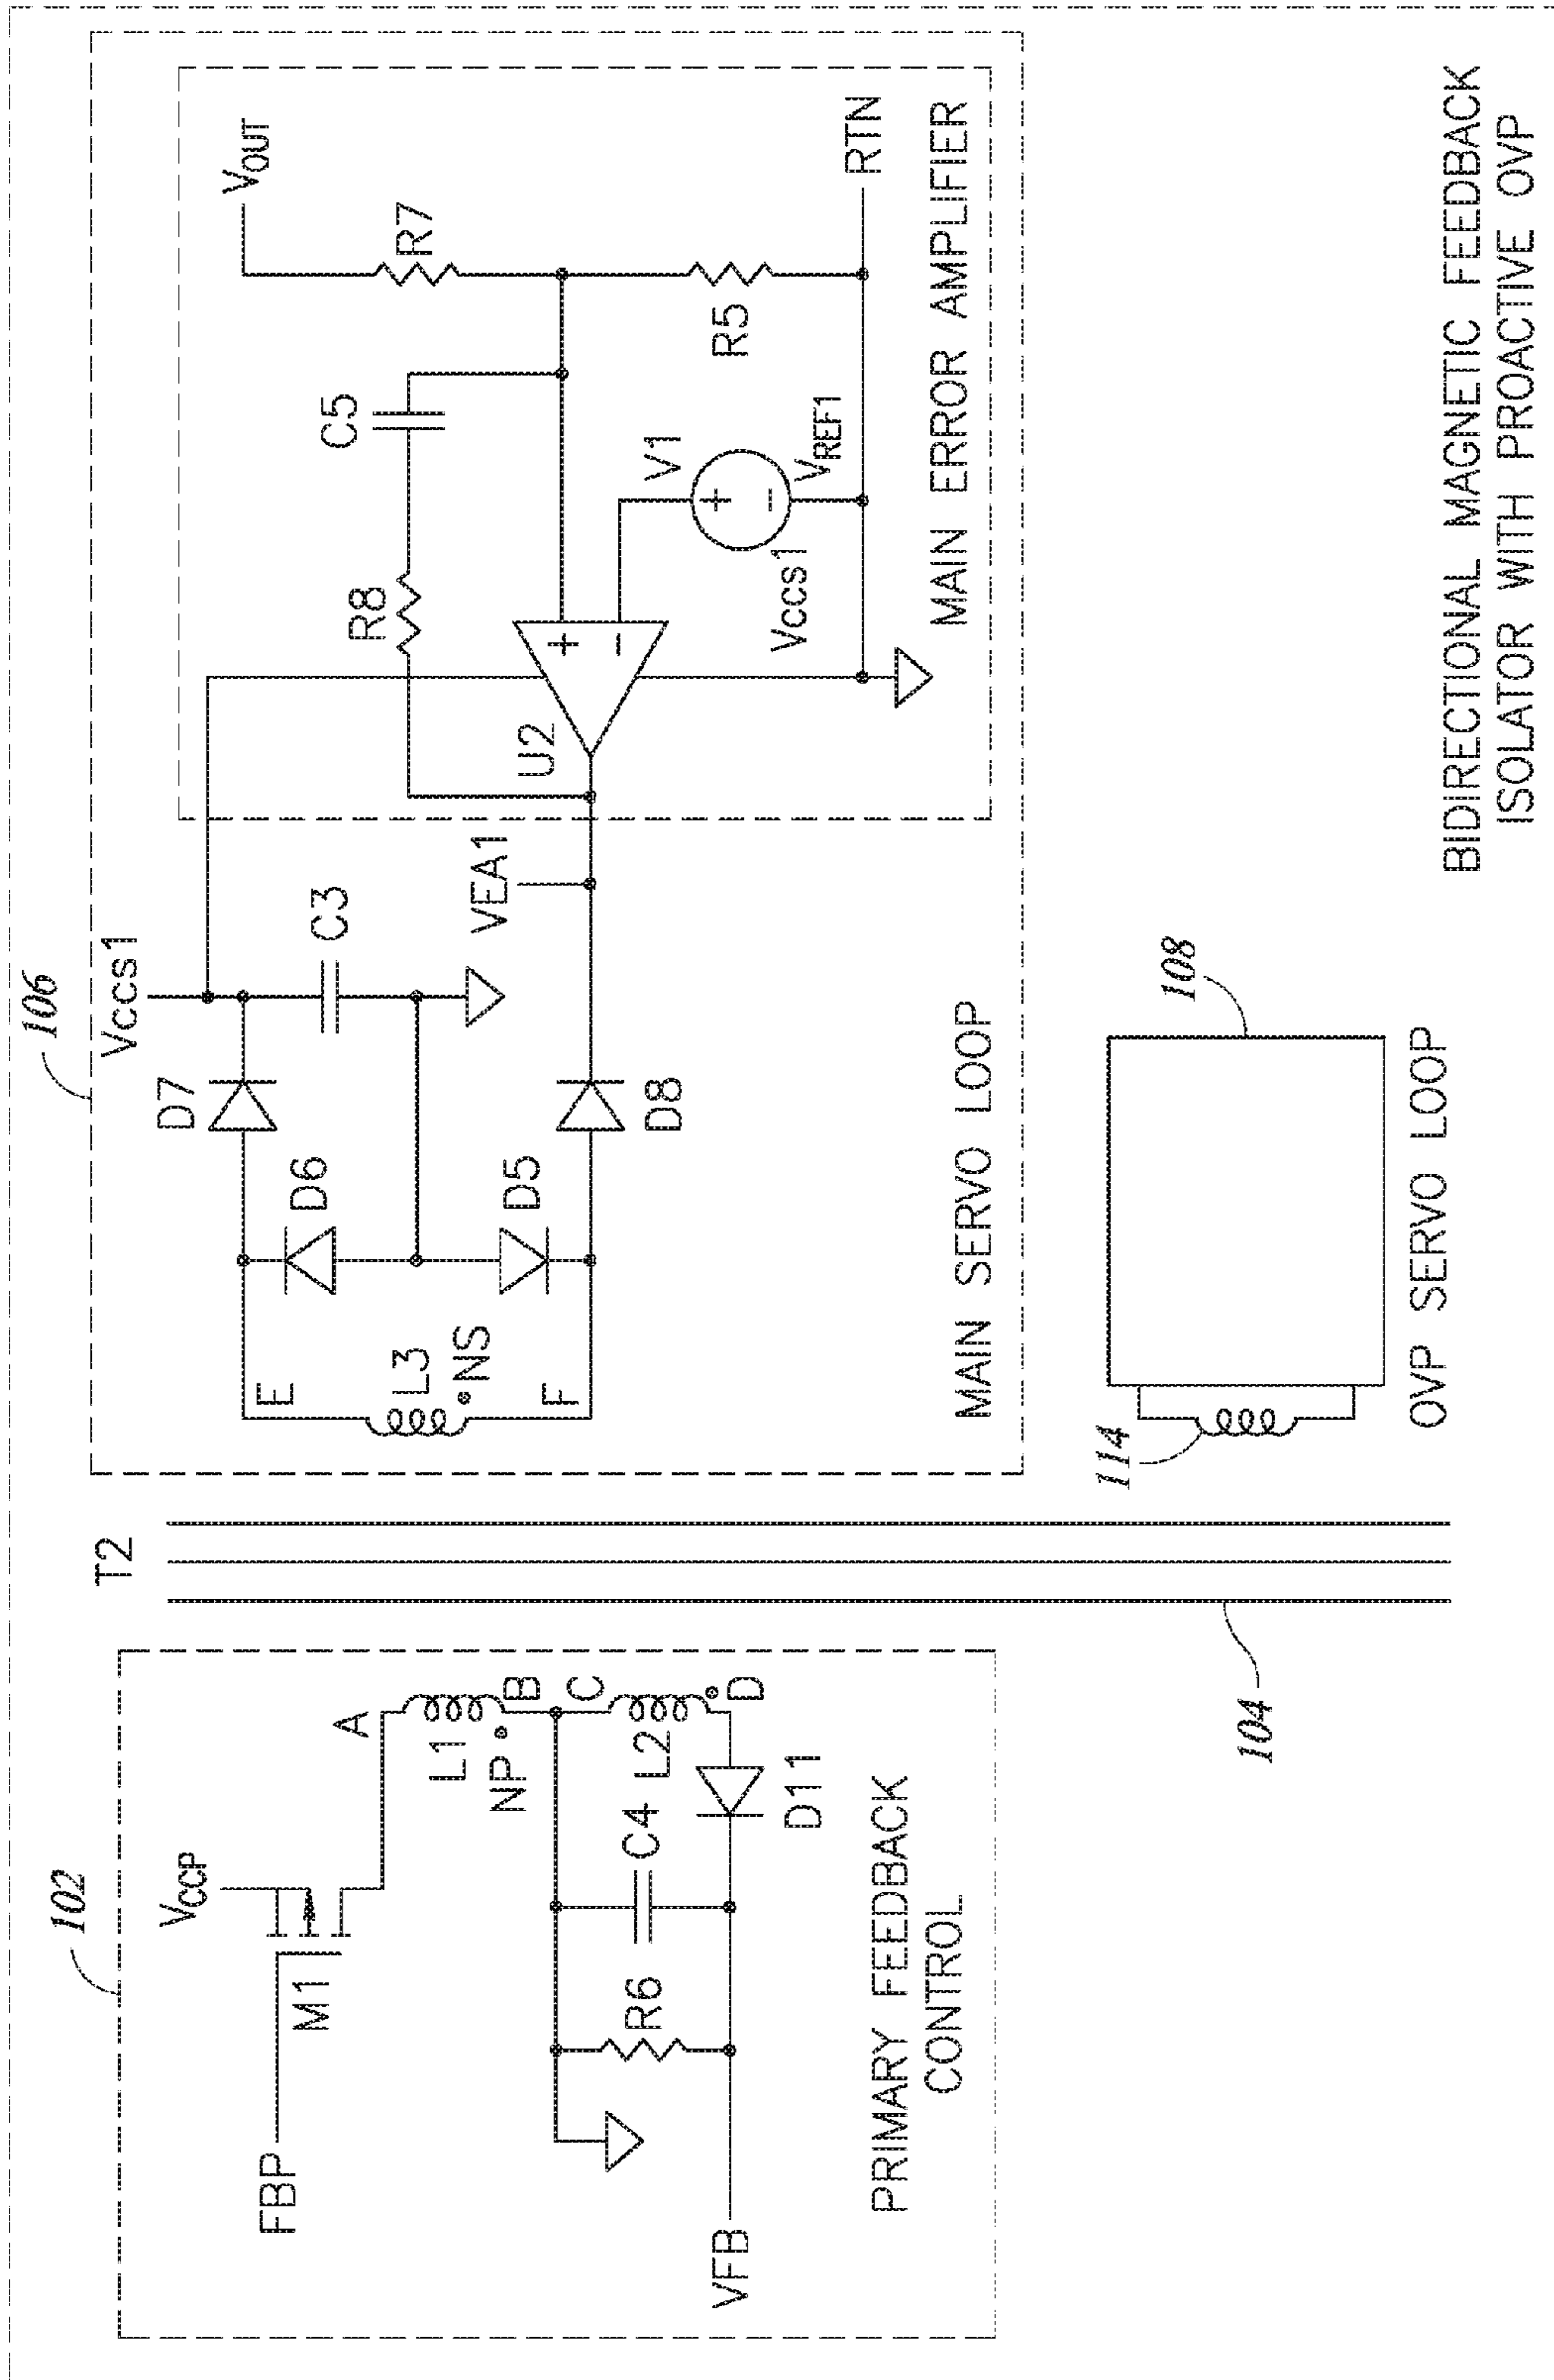 102
VCCP
FBP
M1
A
L1
NP
B
C
L2
D
R6
C4
D11
VFB
PRIMARY FEEDBACK
CONTROL
T2
104
106
Vccs1
D7
E
D6
C3
L3
NS
D5
F
D8
VEA1
MAIN SERVO LOOP
VOUT
R7
C5
R8
U2
R5
V1
VREF1
Vccs1
RTN
MAIN ERROR AMPLIFIER
114
108
OVP SERVO LOOP
BIDIRECTIONAL MAGNETIC FEEDBACK
ISOLATOR WITH PROACTIVE OVP